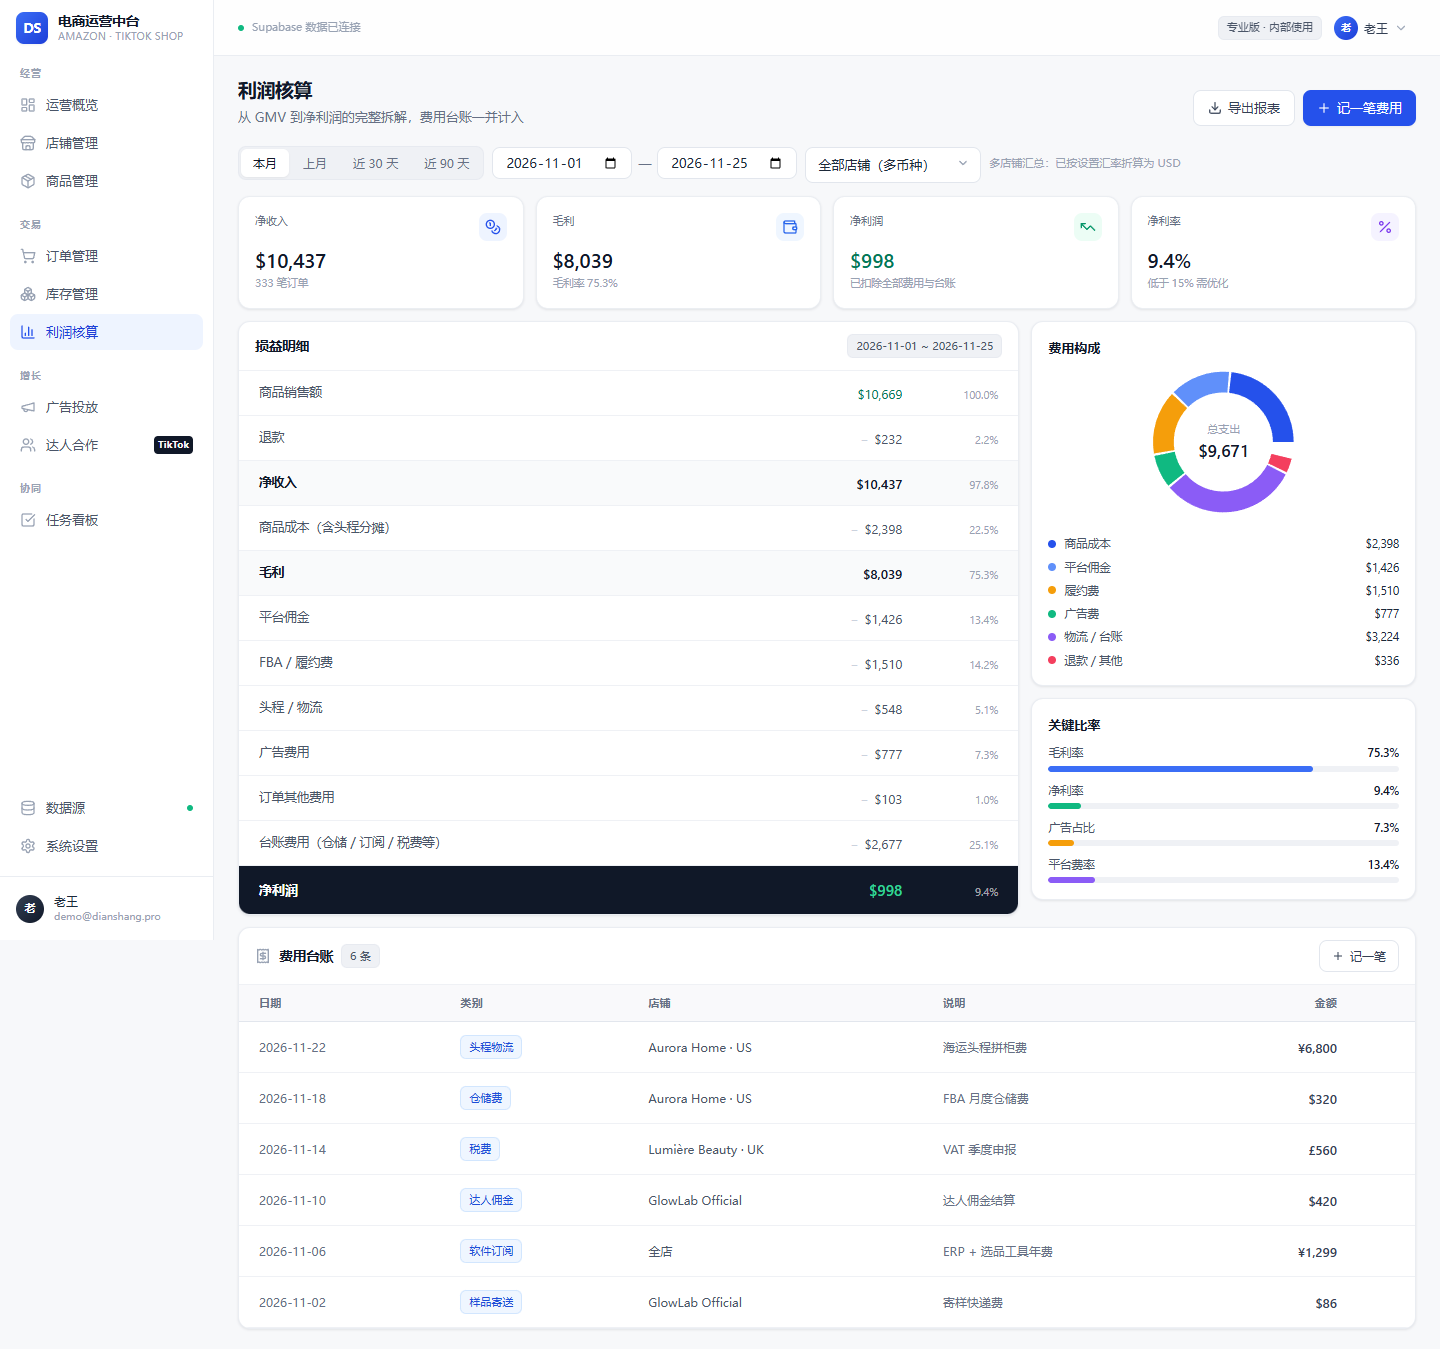 DS
电商运营中台
AMAZON · TIKTOK SHOP
经营
运营概览
店铺管理
商品管理
交易
订单管理
库存管理
利润核算
增长
广告投放
达人合作 TikTok
协同
任务看板
数据源
系统设置
老 老王
demo@dianshang.pro
Supabase 数据已连接
专业版 · 内部使用
老 老王
利润核算
从 GMV 到净利润的完整拆解，费用台账一并计入
导出报表
记一笔费用
本月 上月 近 30 天 近 90 天 2026-11-01 — 2026-11-25 全部店铺（多币种） 多店铺汇总：已按设置汇率折算为 USD
净收入
$10,437
333 笔订单
毛利
$8,039
毛利率 75.3%
净利润
$998
已扣除全部费用与台账
净利率
9.4%
低于 15% 需优化
损益明细 2026-11-01 ~ 2026-11-25
商品销售额 $10,669 100.0%
退款 – $232 2.2%
净收入 $10,437 97.8%
商品成本（含头程分摊） – $2,398 22.5%
毛利 $8,039 75.3%
平台佣金 – $1,426 13.4%
FBA / 履约费 – $1,510 14.2%
头程 / 物流 – $548 5.1%
广告费用 – $777 7.3%
订单其他费用 – $103 1.0%
台账费用（仓储 / 订阅 / 税费等） – $2,677 25.1%
净利润 $998 9.4%
费用构成
总支出
$9,671
商品成本 $2,398
平台佣金 $1,426
履约费 $1,510
广告费 $777
物流 / 台账 $3,224
退款 / 其他 $336
关键比率
毛利率 75.3%
净利率 9.4%
广告占比 7.3%
平台费率 13.4%
费用台账 6 条
记一笔
日期 类别 店铺 说明 金额
2026-11-22 头程物流 Aurora Home · US 海运头程拼柜费 ¥6,800
2026-11-18 仓储费 Aurora Home · US FBA 月度仓储费 $320
2026-11-14 税费 Lumière Beauty · UK VAT 季度申报 £560
2026-11-10 达人佣金 GlowLab Official 达人佣金结算 $420
2026-11-06 软件订阅 全店 ERP + 选品工具年费 ¥1,299
2026-11-02 样品寄送 GlowLab Official 寄样快递费 $86